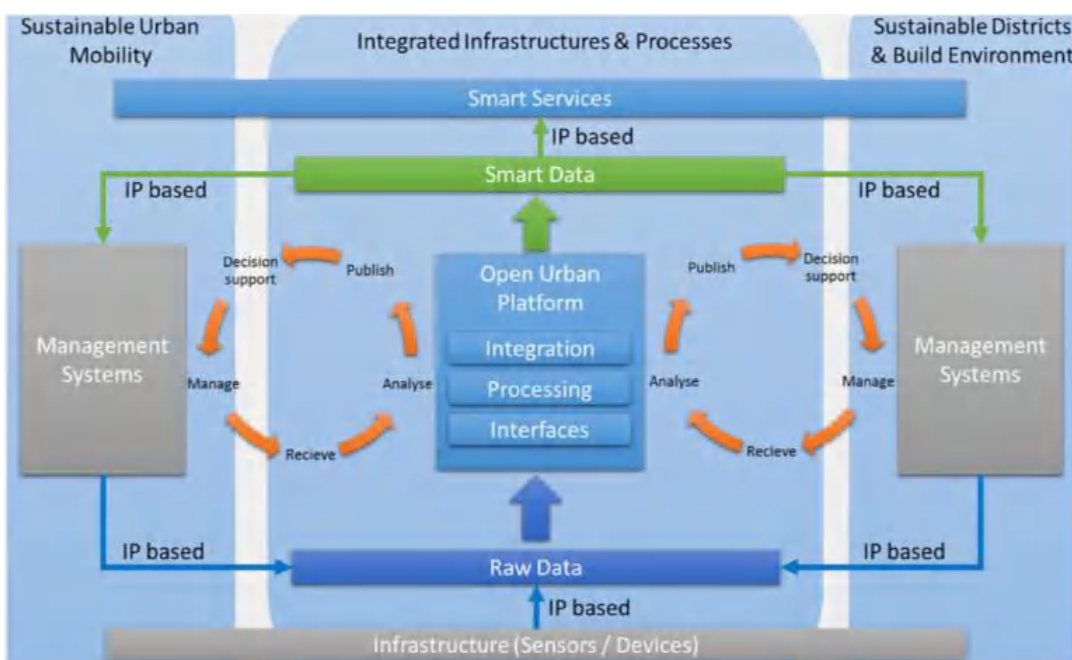 Sustainable Urban
Mobility
Integrated Infrastructures & Processes
Sustainable Districts
& Build Environment
Smart Services
IP based
Smart Data
IP based
IP based
Decision
support
Publish
Open Urban
Platform
Publish
Decision
support
Management
Systems
Integration
Management
Systems
Manage
Analyse
Processing
Analyse
Manage
Interfaces
Recieve
Recieve
IP based
IP based
Raw Data
IP based
Infrastructure (Sensors / Devices)